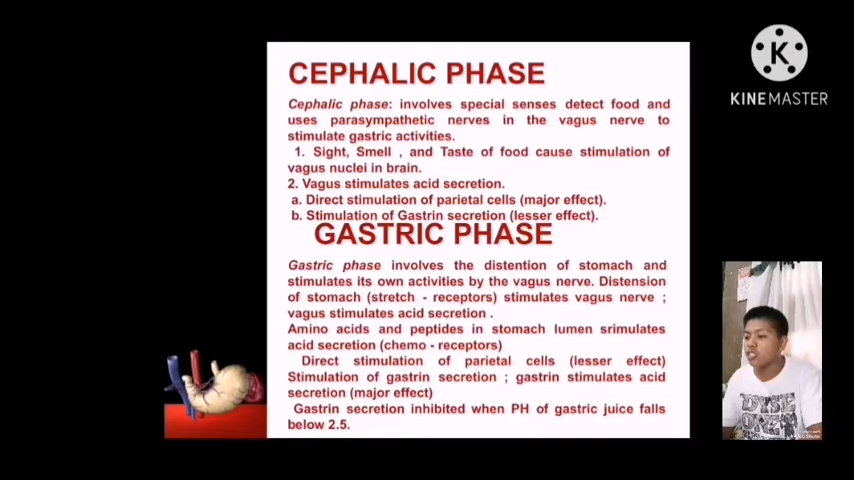 CEPHALIC PHASE
Cephalic phase: involves special senses detect food and
uses parasympathetic nerves in the vagus nerve to
stimulate gastric activities.
1. Sight, Smell , and Taste of food cause stimulation of
vagus nuclei in brain.
2. Vagus stimulates acid secretion.
a. Direct stimulation of parietal cells (major effect).
b. Stimulation of Gastrin secretion (lesser effect).
GASTRIC PHASE
Gastric phase involves the distention of stomach and
stimulates its own activities by the vagus nerve. Distension
of stomach (stretch - receptors) stimulates vagus nerve ;
vagus stimulates acid secretion .
Amino acids and peptides in stomach lumen srimulates
acid secretion (chemo - receptors)
Direct stimulation of parietal cells (lesser effect)
Stimulation of gastrin secretion ; gastrin stimulates acid
secretion (major effect)
Gastrin secretion inhibited when PH of gastric juice falls
below 2.5.
K
KINEMASTER